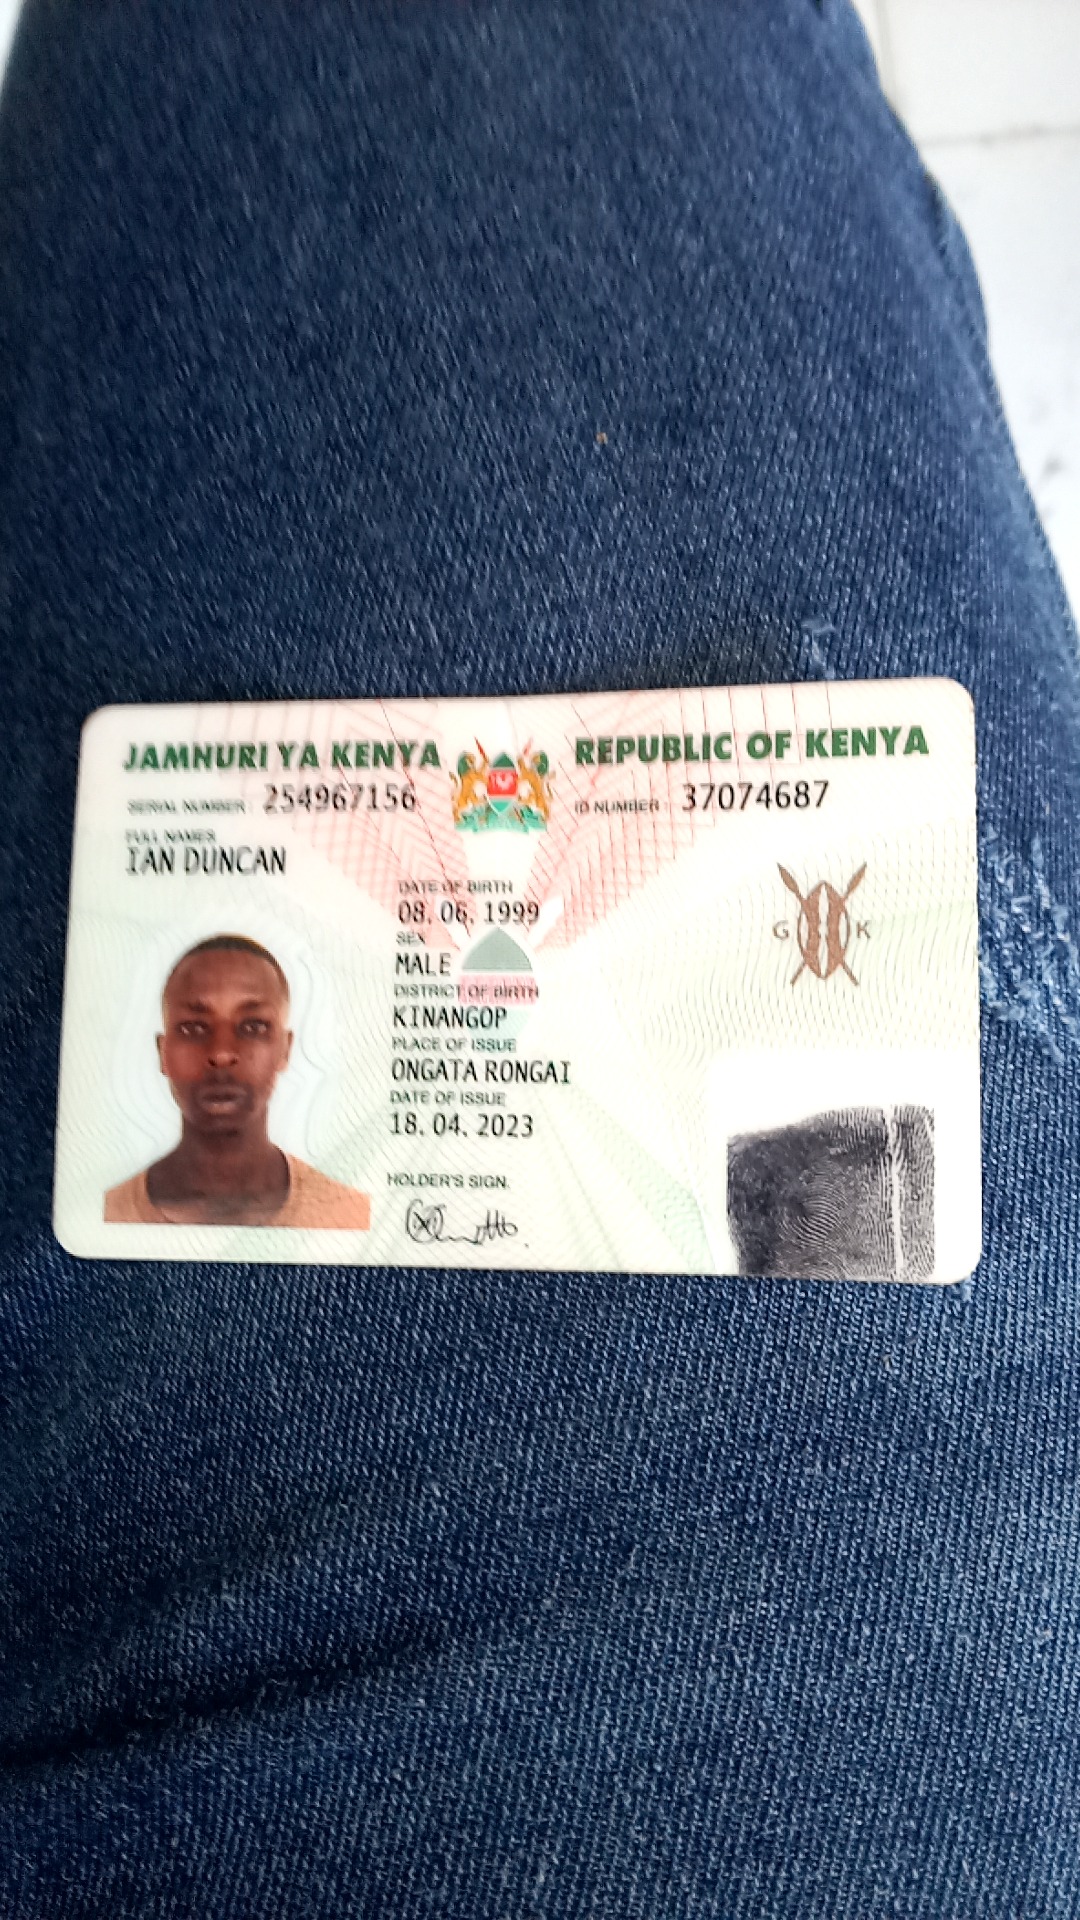 JAMHURI YA KENYA REPUBLIC OF KENYA
SERIAL NUMBER: 254967156 ID NUMBER: 37074687
FULL NAMES
IAN DUNCAN
DATE OF BIRTH
08. 06. 1999
SEX
MALE
G K
DISTRICT OF BIRTH
KINANGOP
PLACE OF ISSUE
ONGATA RONGAI
DATE OF ISSUE
18. 04. 2023
HOLDER'S SIGN.